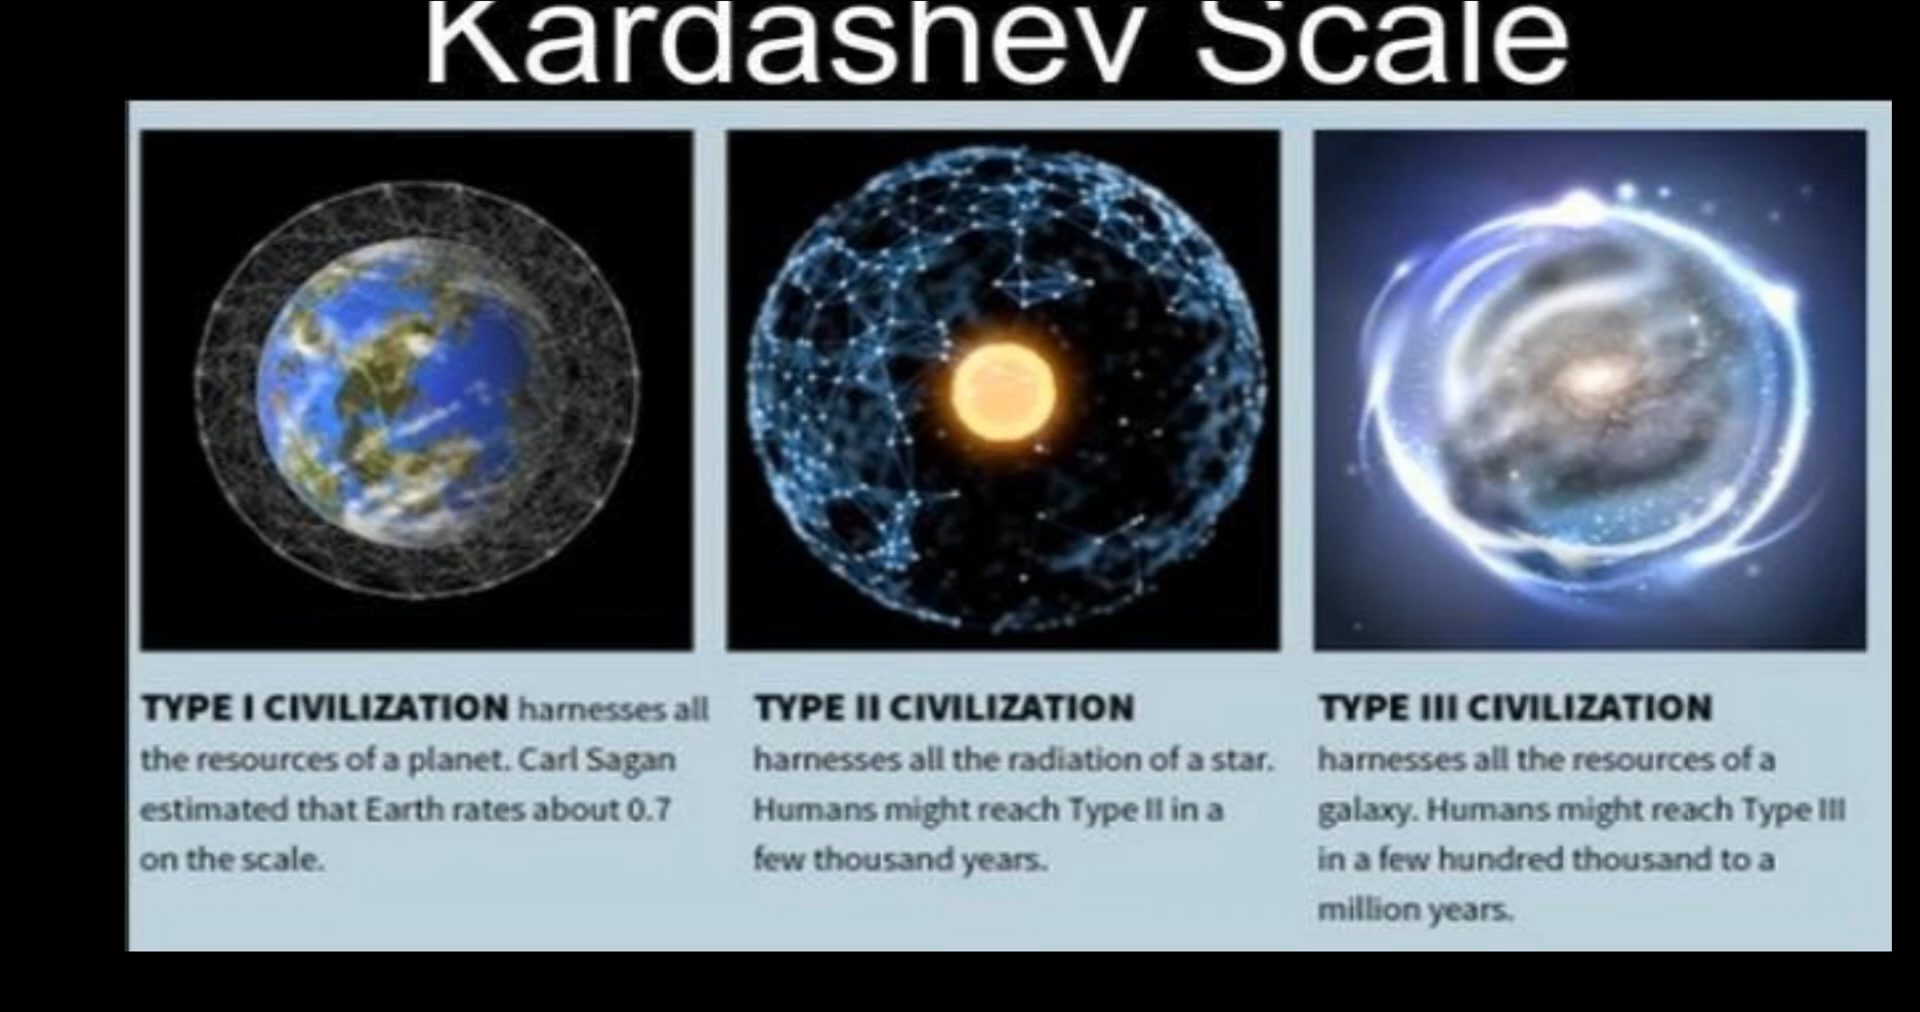 Kardashev Scale
TYPE I CIVILIZATION harnesses all
the resources of a planet. Carl Sagan
estimated that Earth rates about 0.7
on the scale.
TYPE II CIVILIZATION
harnesses all the radiation of a star.
Humans might reach Type II in a
few thousand years.
TYPE III CIVILIZATION
harnesses all the resources of a
galaxy. Humans might reach Type III
in a few hundred thousand to a
million years.